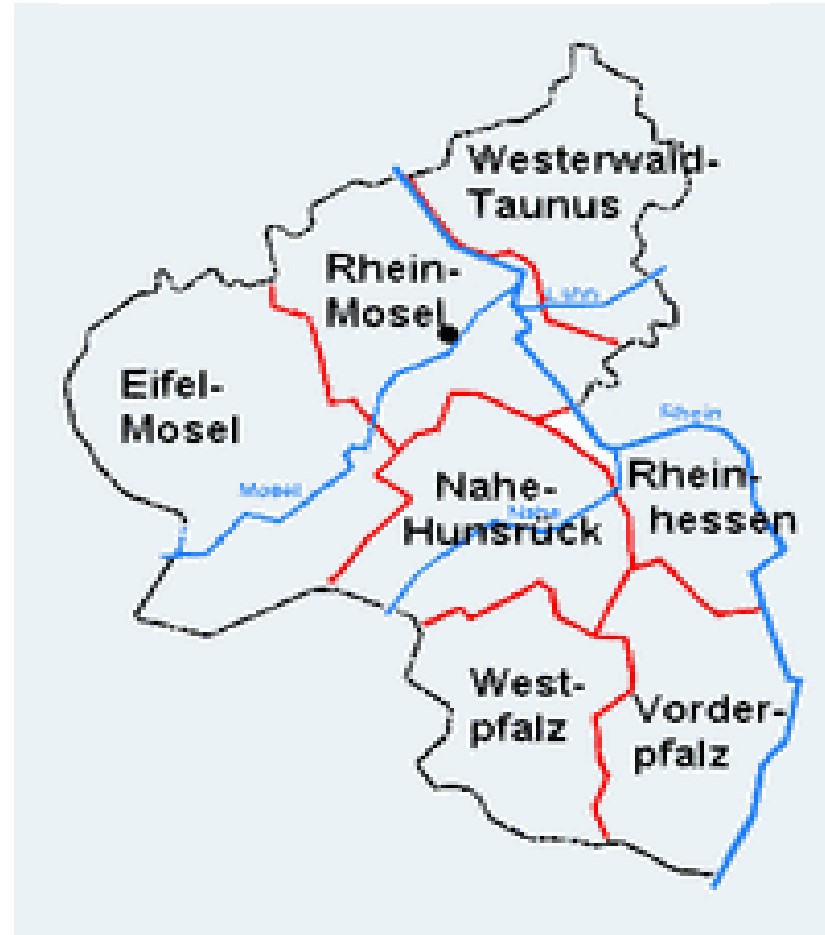 Westerwald-
Taunus
Rhein-
Mosel
Lahn
Eifel-
Mosel
Rhein
Rhein-
hessen
Mosel
Nahe-
Nahe
Hunsrück
West-
pfalz
Vorder-
pfalz